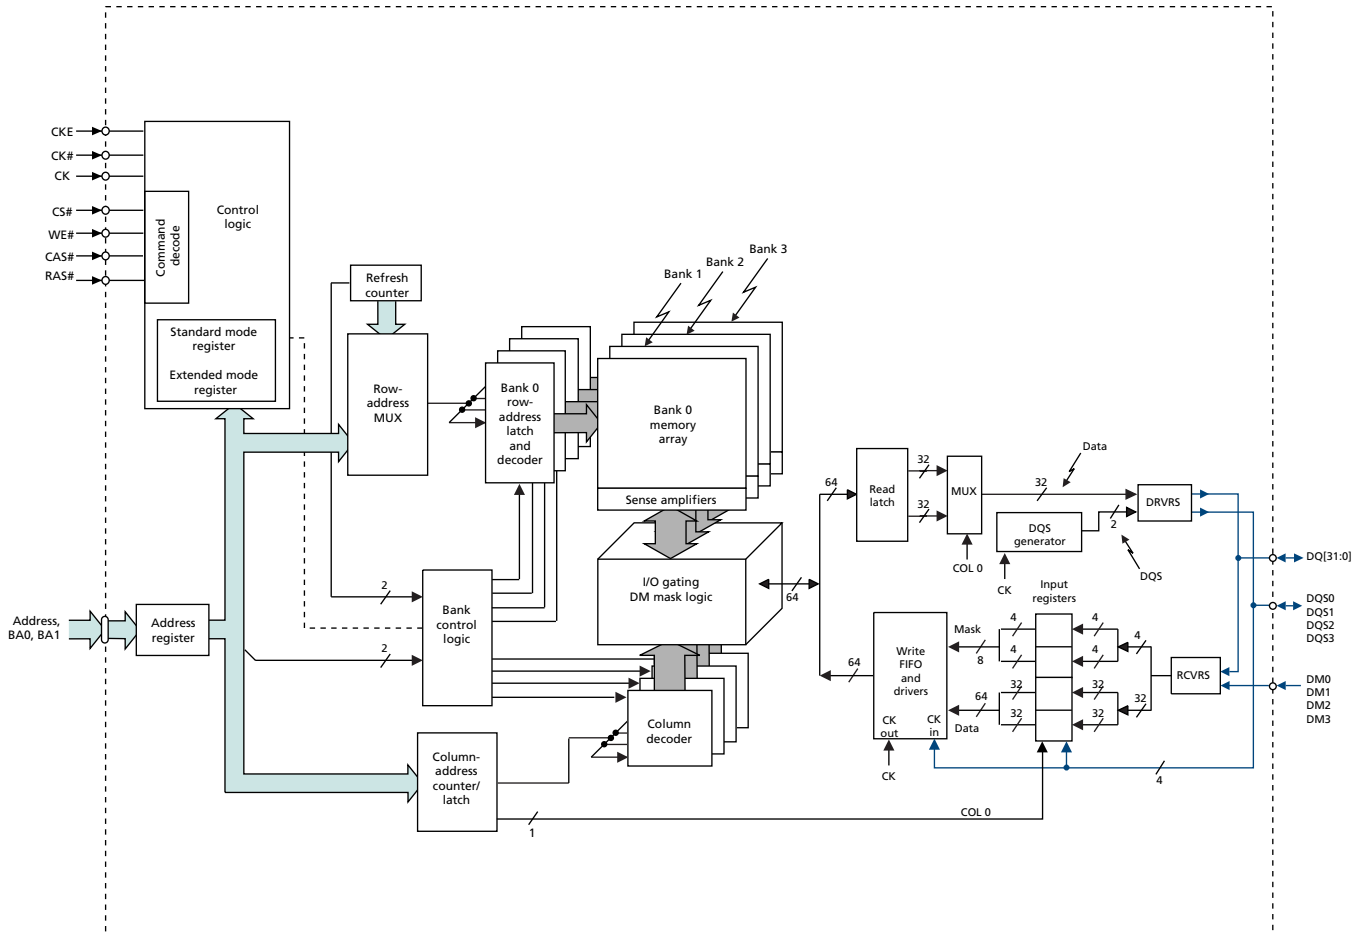 CKE
CK#
CK
CS#
WE#
CAS#
RAS#
Command
decode
Control
logic
Standard mode
register
Extended mode
register
Refresh
counter
Row-
address
MUX
Bank 0
row-
address
latch
and
decoder
Bank 1
Bank 2
Bank 3
Bank 0
memory
array
Sense amplifiers
I/O gating
DM mask logic
2
2
Bank
control
logic
Address,
BA0, BA1
Address
register
Column-
address
counter/
latch
Column
decoder
1
COL 0
64
64
64
Read
latch
32
32
MUX
COL 0
32
Data
DQS
generator
CK
2
DQS
DRVRS
DQ[31:0]
DQS0
DQS1
DQS2
DQS3
DM0
DM1
DM2
DM3
RCVRS
Input
registers
4
4
4
4
4
32
32
32
32
32
Mask
8
64
Data
Write
FIFO
and
drivers
CK
out
CK
in
CK
4